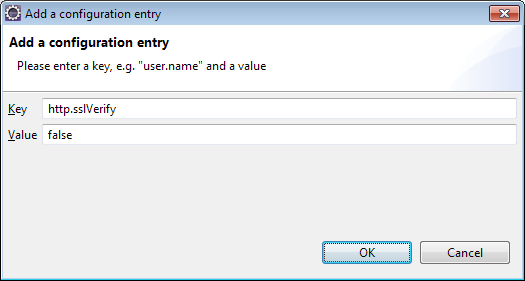 Add a configuration entry
Add a configuration entry
Please enter a key, e.g. "user.name" and a value
Key http.sslVerify
Value false
OK Cancel